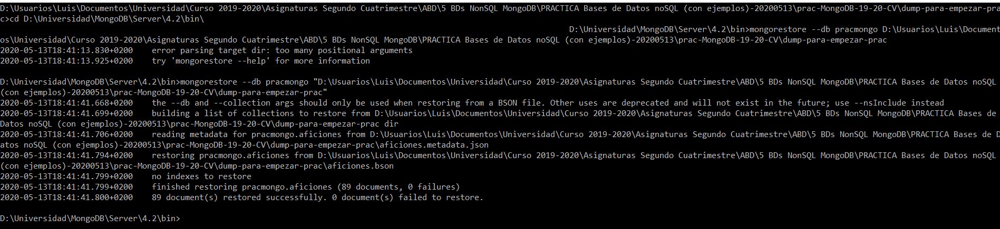 D:\Usuarios\Luis\Documentos\Universidad\Curso 2019-2020\Asignaturas Segundo Cuatrimestre\ABD\5 BDs NonSQL MongoDB\PRACTICA Bases de Datos noSQL (con ejemplos)-20200513\prac-MongoDB-19-20-CV\dump-para-empezar-pra
c>cd D:\Universidad\MongoDB\Server\4.2\bin\
D:\Universidad\MongoDB\Server\4.2\bin>mongorestore --db pracmongo D:\Usuarios\Luis\Document
os\Universidad\Curso 2019-2020\Asignaturas Segundo Cuatrimestre\ABD\5 BDs NonSQL MongoDB\PRACTICA Bases de Datos noSQL (con ejemplos)-20200513\prac-MongoDB-19-20-CV\dump-para-empezar-prac
2020-05-13T18:41:13.830+0200    error parsing target dir: too many positional arguments
2020-05-13T18:41:13.925+0200    try 'mongorestore --help' for more information
D:\Universidad\MongoDB\Server\4.2\bin>mongorestore --db pracmongo "D:\Usuarios\Luis\Documentos\Universidad\Curso 2019-2020\Asignaturas Segundo Cuatrimestre\ABD\5 BDs NonSQL MongoDB\PRACTICA Bases de Datos noSQL
(con ejemplos)-20200513\prac-MongoDB-19-20-CV\dump-para-empezar-prac"
2020-05-13T18:41:41.668+0200    the --db and --collection args should only be used when restoring from a BSON file. Other uses are deprecated and will not exist in the future; use --nsInclude instead
2020-05-13T18:41:41.699+0200    building a list of collections to restore from D:\Usuarios\Luis\Documentos\Universidad\Curso 2019-2020\Asignaturas Segundo Cuatrimestre\ABD\5 BDs NonSQL MongoDB\PRACTICA Bases de
Datos noSQL (con ejemplos)-20200513\prac-MongoDB-19-20-CV\dump-para-empezar-prac dir
2020-05-13T18:41:41.706+0200    reading metadata for pracmongo.aficiones from D:\Usuarios\Luis\Documentos\Universidad\Curso 2019-2020\Asignaturas Segundo Cuatrimestre\ABD\5 BDs NonSQL MongoDB\PRACTICA Bases de D
atos noSQL (con ejemplos)-20200513\prac-MongoDB-19-20-CV\dump-para-empezar-prac\aficiones.metadata.json
2020-05-13T18:41:41.794+0200    restoring pracmongo.aficiones from D:\Usuarios\Luis\Documentos\Universidad\Curso 2019-2020\Asignaturas Segundo Cuatrimestre\ABD\5 BDs NonSQL MongoDB\PRACTICA Bases de Datos noSQL
(con ejemplos)-20200513\prac-MongoDB-19-20-CV\dump-para-empezar-prac\aficiones.bson
2020-05-13T18:41:41.799+0200    no indexes to restore
2020-05-13T18:41:41.799+0200    finished restoring pracmongo.aficiones (89 documents, 0 failures)
2020-05-13T18:41:41.800+0200    89 document(s) restored successfully. 0 document(s) failed to restore.
D:\Universidad\MongoDB\Server\4.2\bin>